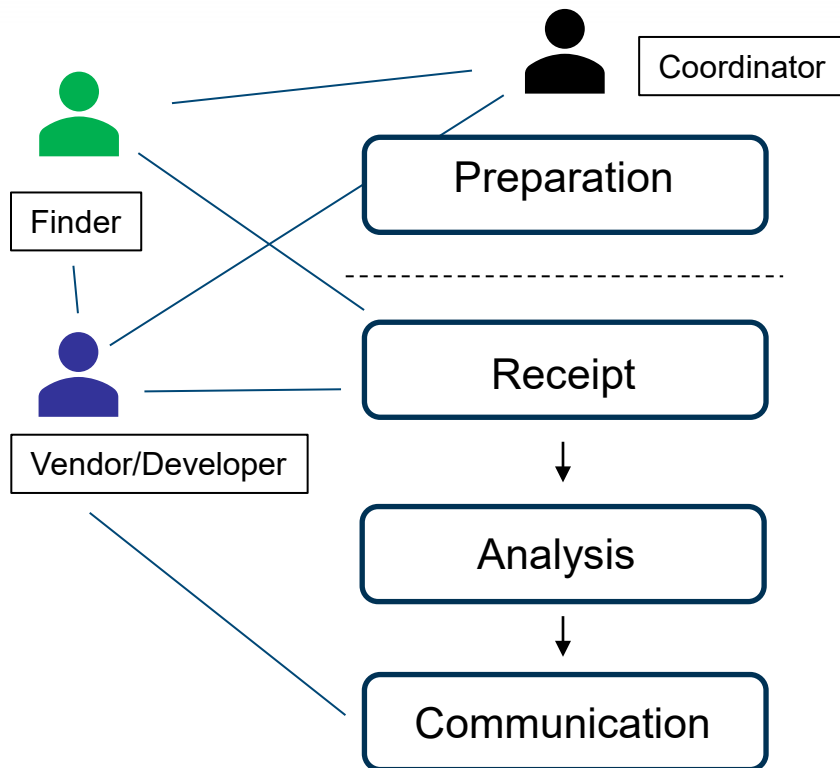 Coordinator
Preparation
Finder
Receipt
Vendor/Developer
Analysis
Communication